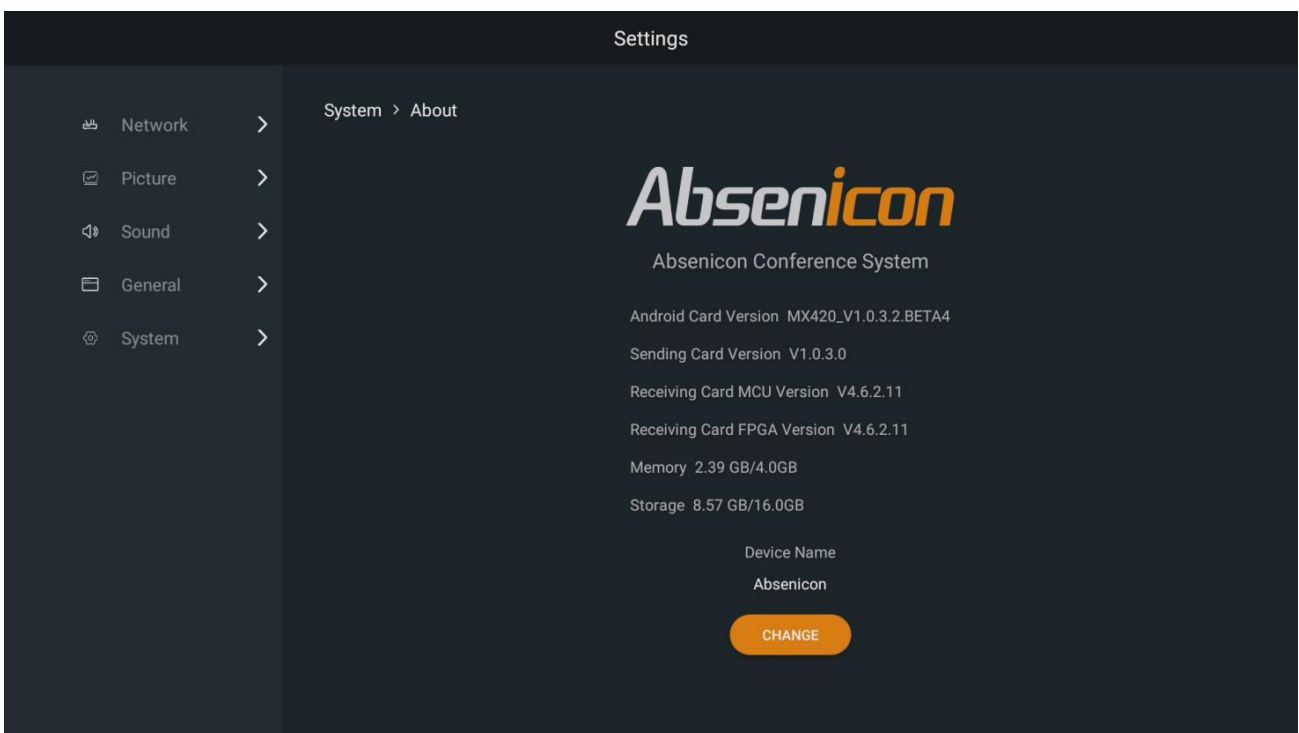 Settings
Network
Picture
Sound
General
System
System > About
Absenicon
Absenicon Conference System
Android Card Version MX420_V1.0.3.2.BETA4
Sending Card Version V1.0.3.0
Receiving Card MCU Version V4.6.2.11
Receiving Card FPGA Version V4.6.2.11
Memory 2.39 GB/4.0GB
Storage 8.57 GB/16.0GB
Device Name
Absenicon
CHANGE